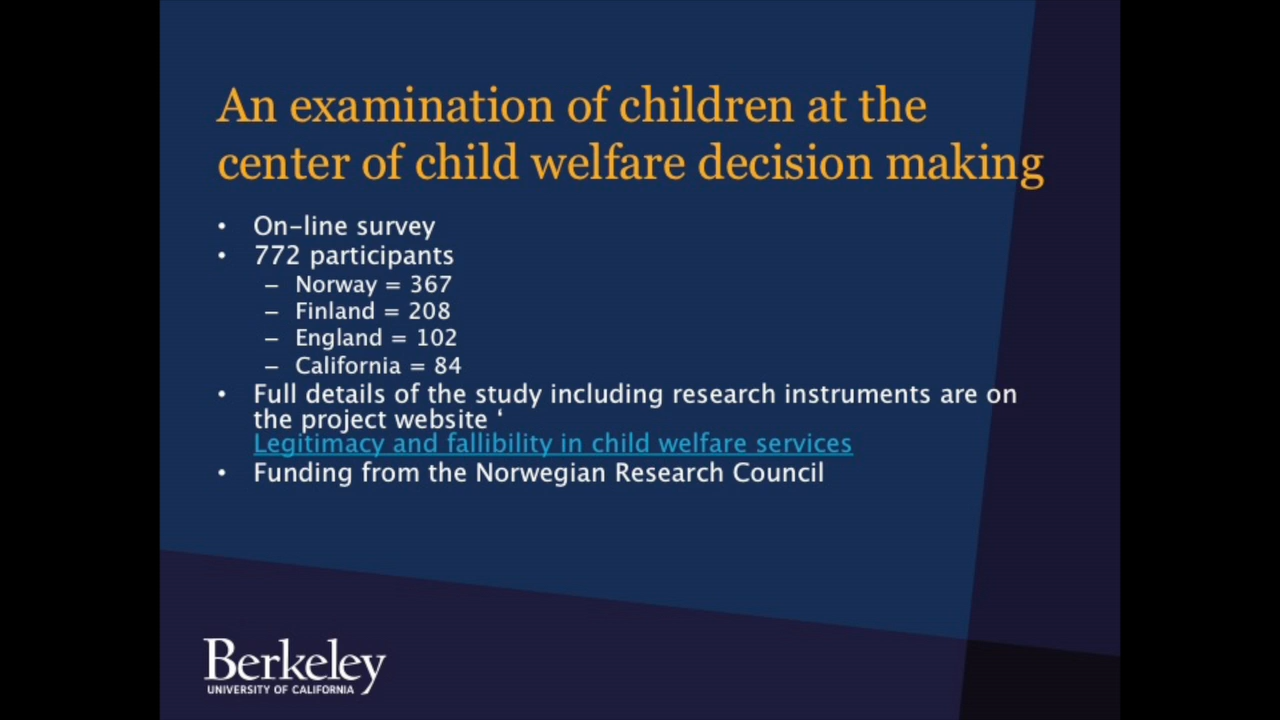 An examination of children at the
center of child welfare decision making
• On-line survey
• 772 participants
– Norway = 367
– Finland = 208
– England = 102
– California = 84
• Full details of the study including research instruments are on
the project website ‘
Legitimacy and fallibility in child welfare services
• Funding from the Norwegian Research Council
Berkeley
UNIVERSITY OF CALIFORNIA